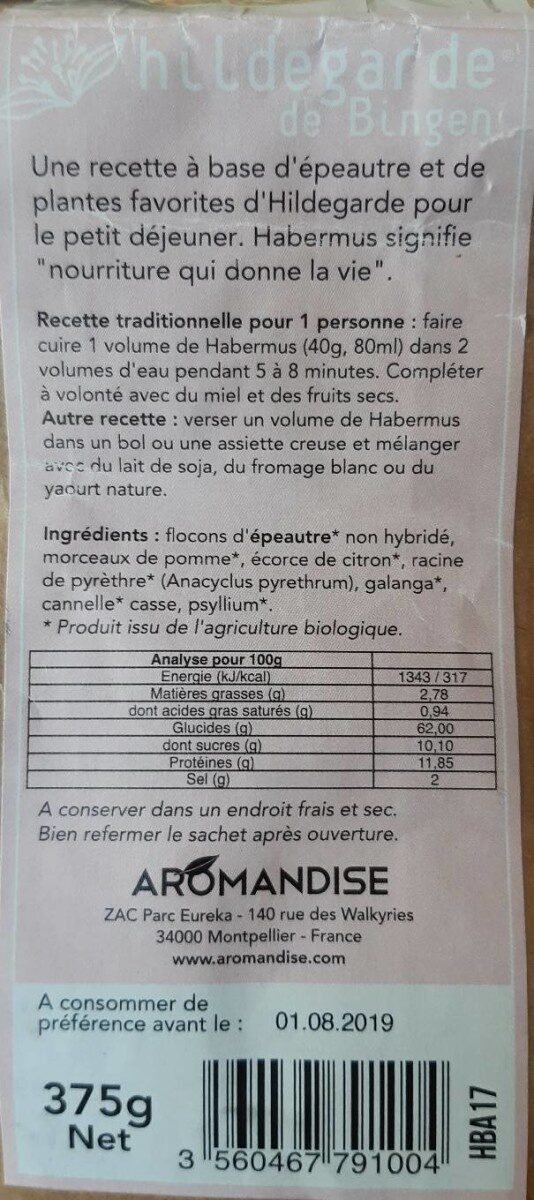 hildegarde
de Bingen
Une recette à base d'épeautre et de
plantes favorites d'Hildegarde pour
le petit déjeuner. Habermus signifie
"nourriture qui donne la vie".
Recette traditionnelle pour 1 personne : faire
cuire 1 volume de Habermus (40g, 80ml) dans 2
volumes d'eau pendant 5 à 8 minutes. Compléter
à volonté avec du miel et des fruits secs.
Autre recette : verser un volume de Habermus
dans un bol ou une assiette creuse et mélanger
avec du lait de soja, du fromage blanc ou du
yaourt nature.
Ingrédients : flocons d'épeautre* non hybridé,
morceaux de pomme*, écorce de citron*, racine
de pyrèthre* (Anacyclus pyrethrum), galanga*,
cannelle* casse, psyllium*.
* Produit issu de l'agriculture biologique.
Analyse pour 100g
Energie (kJ/kcal) 1343 / 317
Matières grasses (g) 2,78
dont acides gras saturés (g) 0,94
Glucides (g) 62,00
dont sucres (g) 10,10
Protéines (g) 11,85
Sel (g) 2
A conserver dans un endroit frais et sec.
Bien refermer le sachet après ouverture.
AROMANDISE
ZAC Parc Eureka - 140 rue des Walkyries
34000 Montpellier - France
www.aromandise.com
A consommer de
préférence avant le : 01.08.2019
375g
Net
3 560467 791004
HBA17